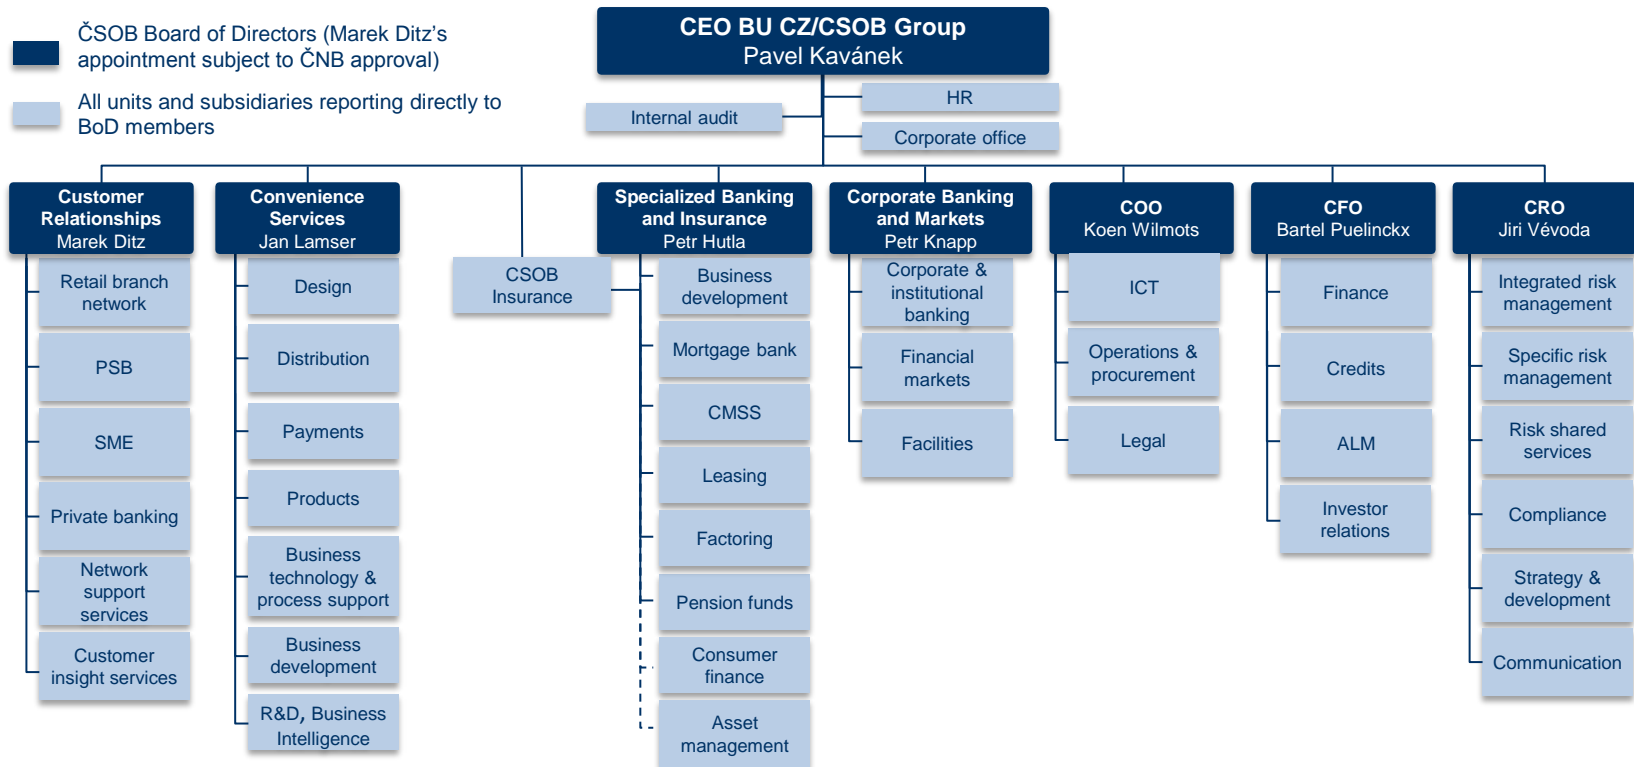 ČSOB Board of Directors (Marek Ditz’s
appointment subject to ČNB approval)
All units and subsidiaries reporting directly to
BoD members
CEO BU CZ/CSOB Group
Pavel Kavánek
Internal audit
HR
Corporate office
Customer
Relationships
Marek Ditz
Retail branch
network
PSB
SME
Private banking
Network
support
services
Customer
insight services
Convenience
Services
Jan Lamser
Design
Distribution
Payments
Products
Business
technology &
process support
Business
development
R&D, Business
Intelligence
CSOB
Insurance
Specialized Banking
and Insurance
Petr Hutla
Business
development
Mortgage bank
CMSS
Leasing
Factoring
Pension funds
Consumer
finance
Asset
management
Corporate Banking
and Markets
Petr Knapp
Corporate &
institutional
banking
Financial
markets
Facilities
COO
Koen Wilmots
ICT
Operations &
procurement
Legal
CFO
Bartel Puelinckx
Finance
Credits
ALM
Investor
relations
CRO
Jiri Vévoda
Integrated risk
management
Specific risk
management
Risk shared
services
Compliance
Strategy &
development
Communication